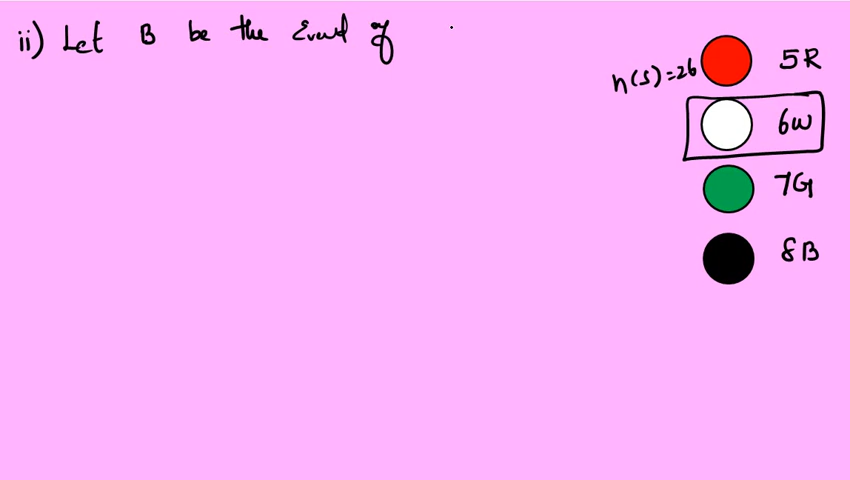 ii) Let B be the Event of
n(S)=26
5R
6W
7G
8B